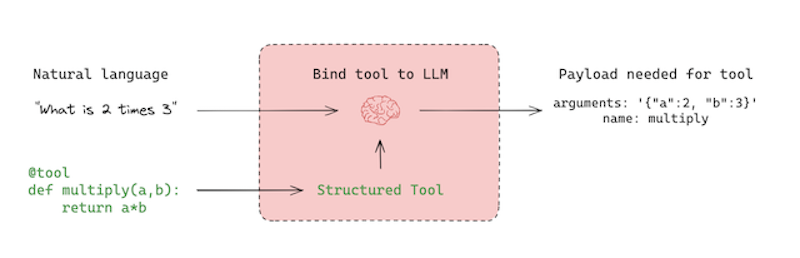 Natural language
Bind tool to LLM
Payload needed for tool
"What is 2 times 3"
arguments: '{"a":2, "b":3}'
name: multiply
@tool
def multiply(a,b):
    return a*b
Structured Tool